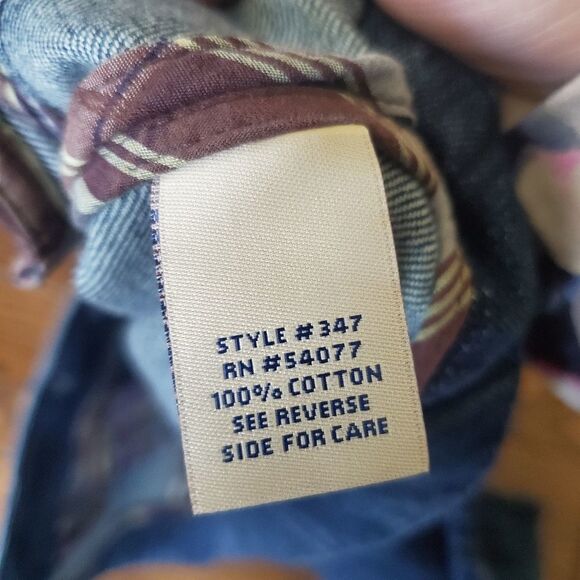 STYLE #347
RN #54077
100% COTTON
SEE REVERSE
SIDE FOR CARE